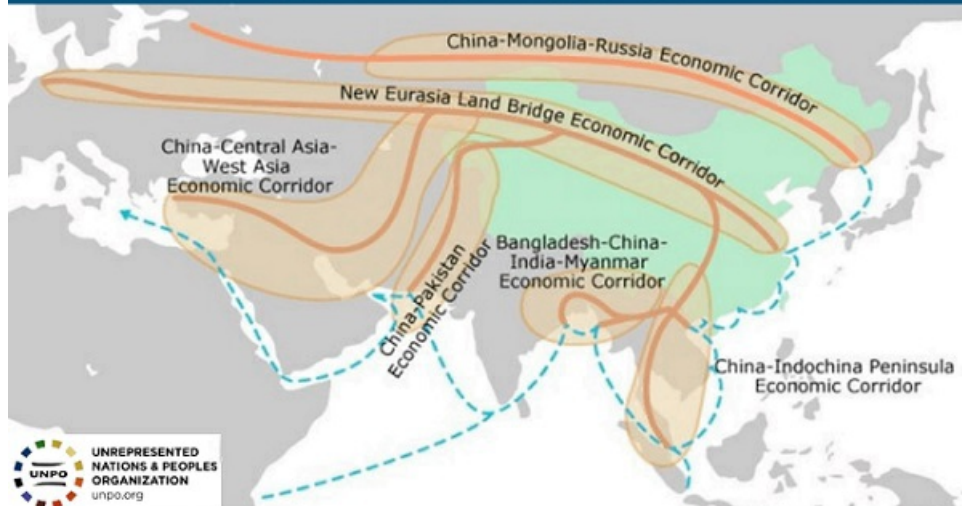 China-Mongolia-Russia Economic Corridor
New Eurasia Land Bridge Economic Corridor
China-Central Asia-
West Asia
Economic Corridor
China-Pakistan
Economic Corridor
Bangladesh-China-
India-Myanmar
Economic Corridor
China-Indochina Peninsula
Economic Corridor
UNPO
UNREPRESENTED
NATIONS & PEOPLES
ORGANIZATION
unpo.org